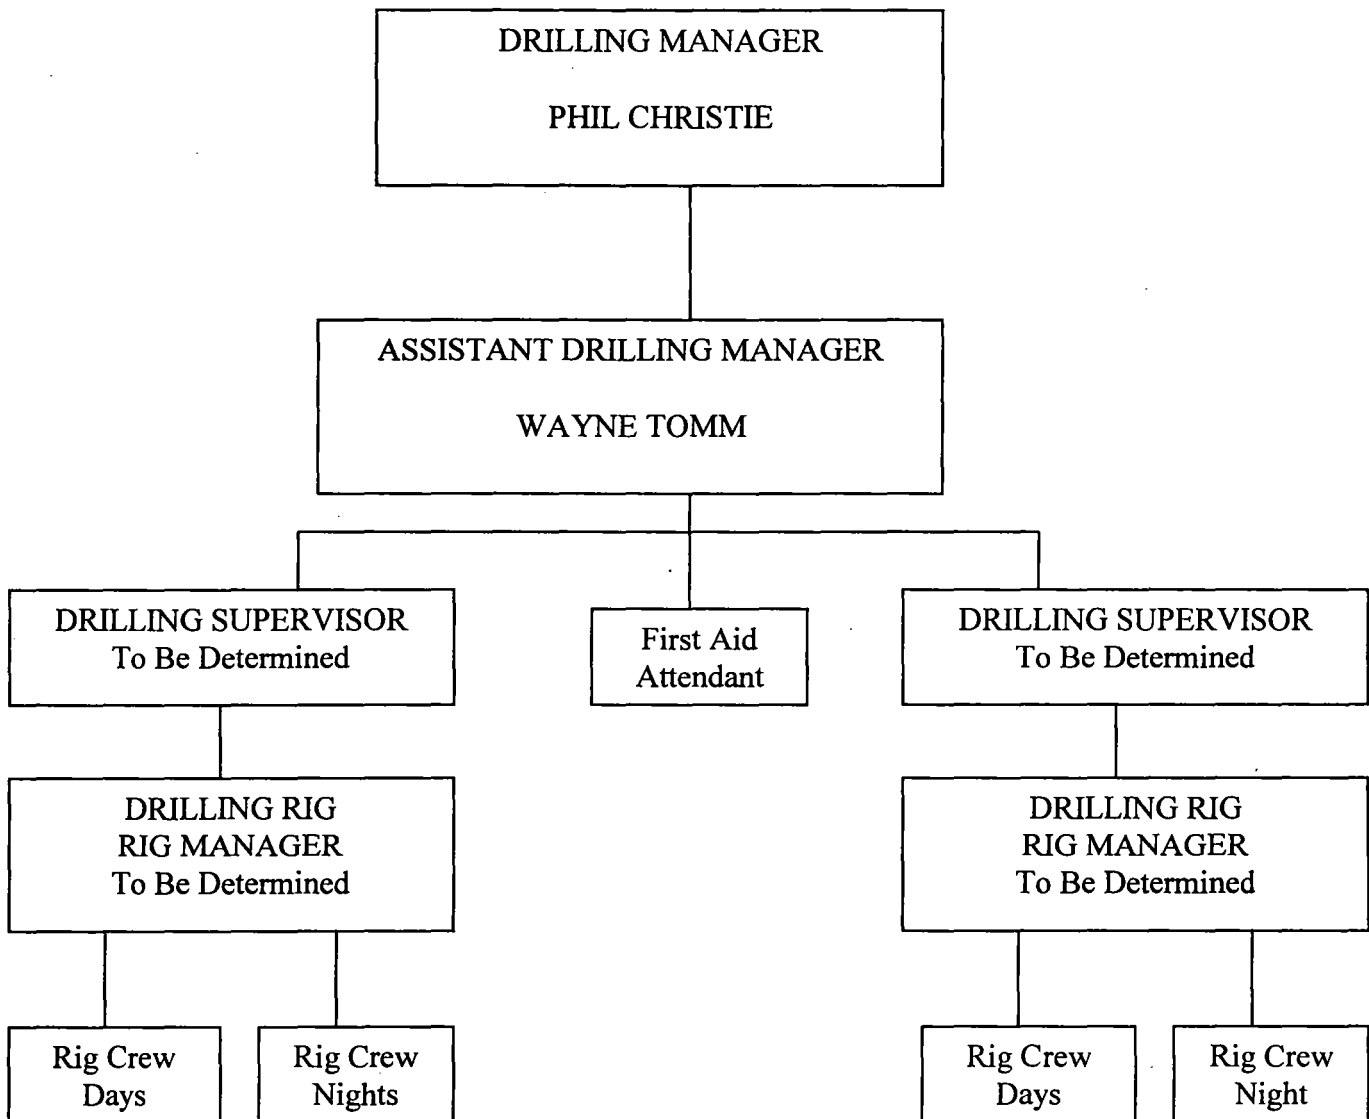 DRILLING MANAGER
PHIL CHRISTIE
ASSISTANT DRILLING MANAGER
WAYNE TOMM
DRILLING SUPERVISOR
To Be Determined
First Aid
Attendant
DRILLING SUPERVISOR
To Be Determined
DRILLING RIG
RIG MANAGER
To Be Determined
DRILLING RIG
RIG MANAGER
To Be Determined
Rig Crew
Days
Rig Crew
Nights
Rig Crew
Days
Rig Crew
Night